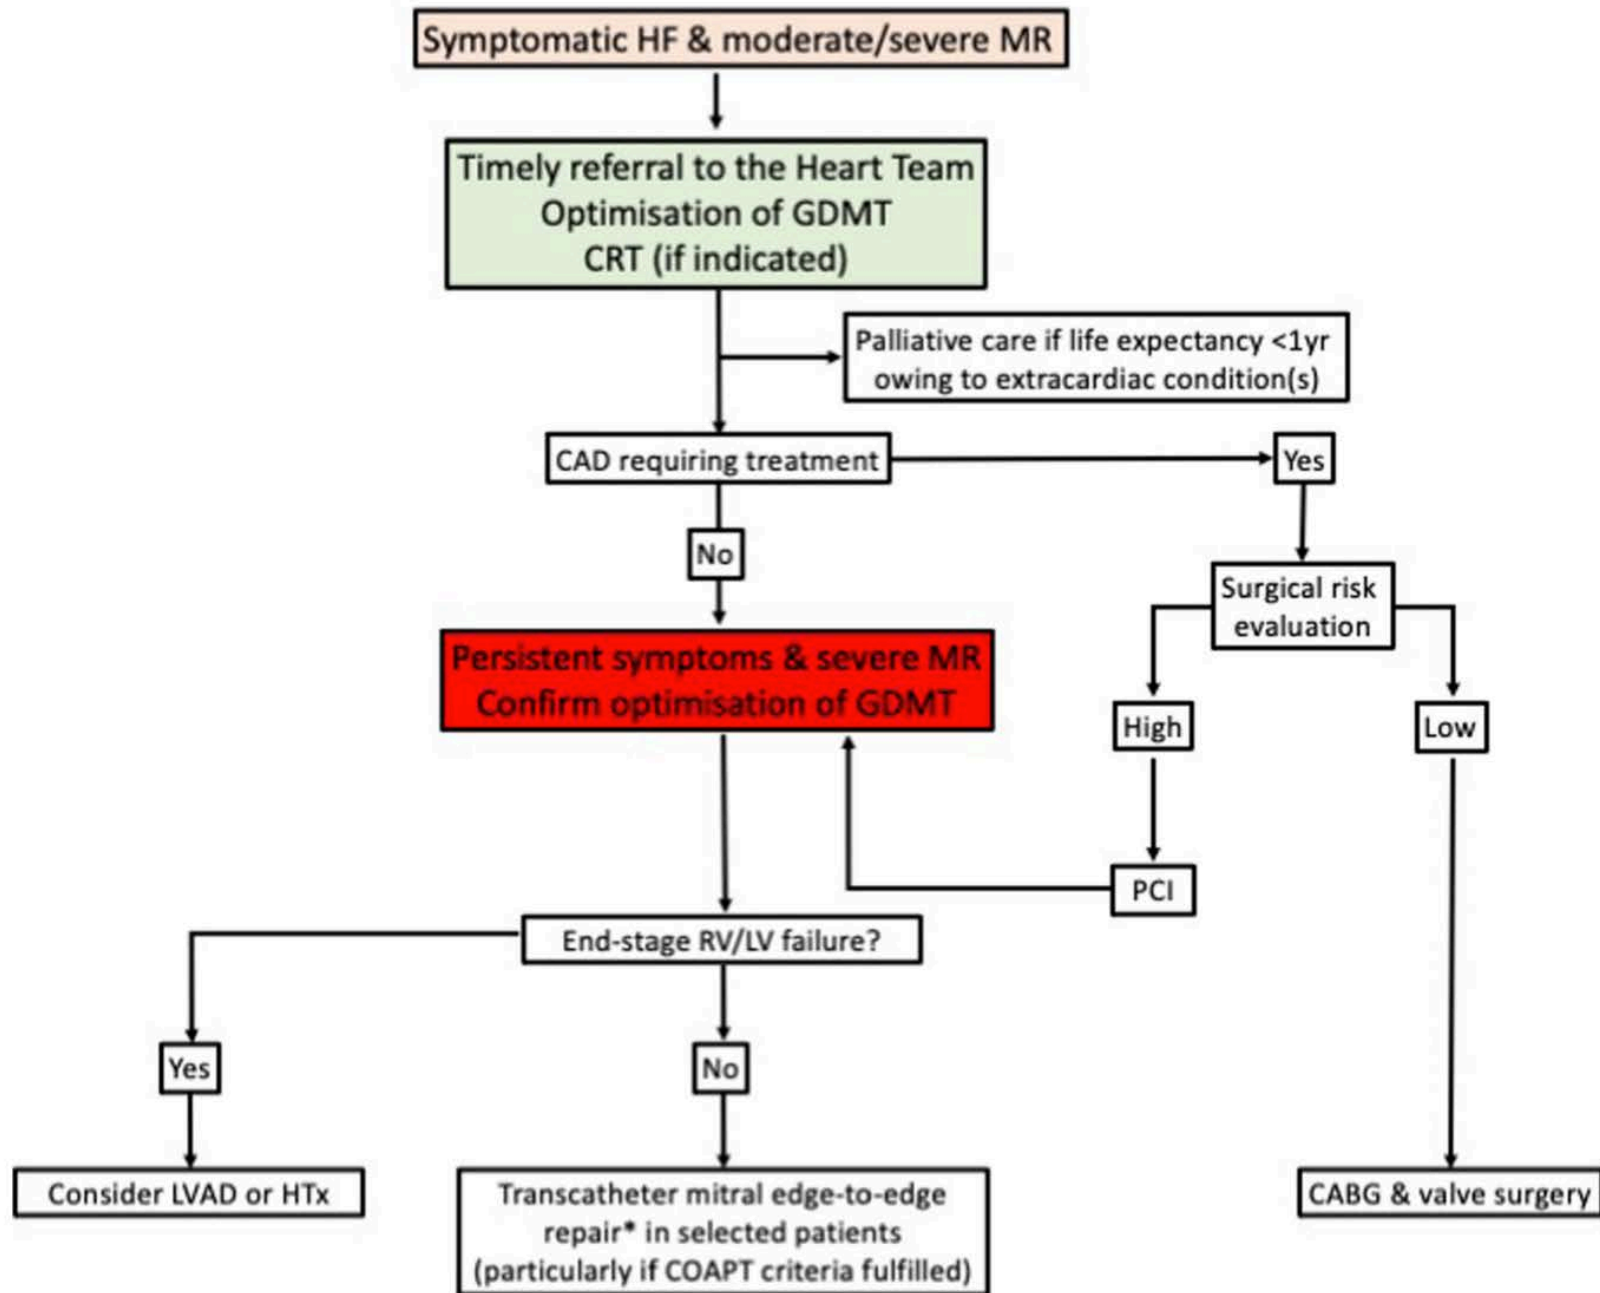 Symptomatic HF & moderate/severe MR
Timely referral to the Heart Team
Optimisation of GDMT
CRT (if indicated)
Palliative care if life expectancy <1yr
owing to extracardiac condition(s)
CAD requiring treatment
Yes
No
Surgical risk
evaluation
Persistent symptoms & severe MR
Confirm optimisation of GDMT
High
Low
PCI
End-stage RV/LV failure?
Yes
No
Consider LVAD or HTx
Transcatheter mitral edge-to-edge
repair* in selected patients
(particularly if COAPT criteria fulfilled)
CABG & valve surgery